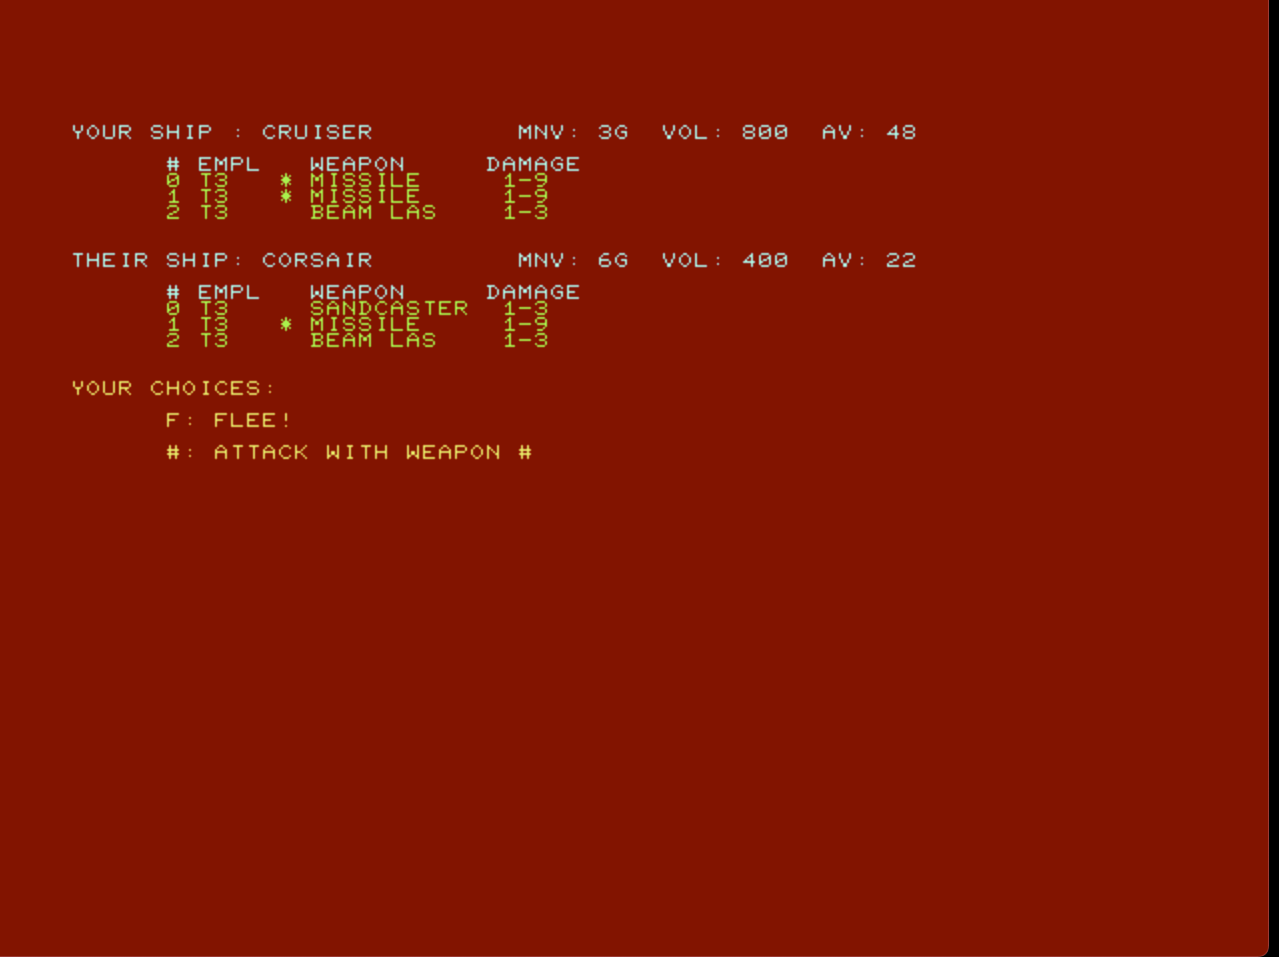 YOUR SHIP : CRUISER MNV: 3G VOL: 800 AV: 48
# EMPL WEAPON DAMAGE
0 T3 * MISSILE 1-9
1 T3 * MISSILE 1-9
2 T3 BEAM LAS 1-3
THEIR SHIP: CORSAIR MNV: 6G VOL: 400 AV: 22
# EMPL WEAPON DAMAGE
0 T3 SANDCASTER 1-3
1 T3 * MISSILE 1-9
2 T3 BEAM LAS 1-3
YOUR CHOICES:
F: FLEE!
#: ATTACK WITH WEAPON #